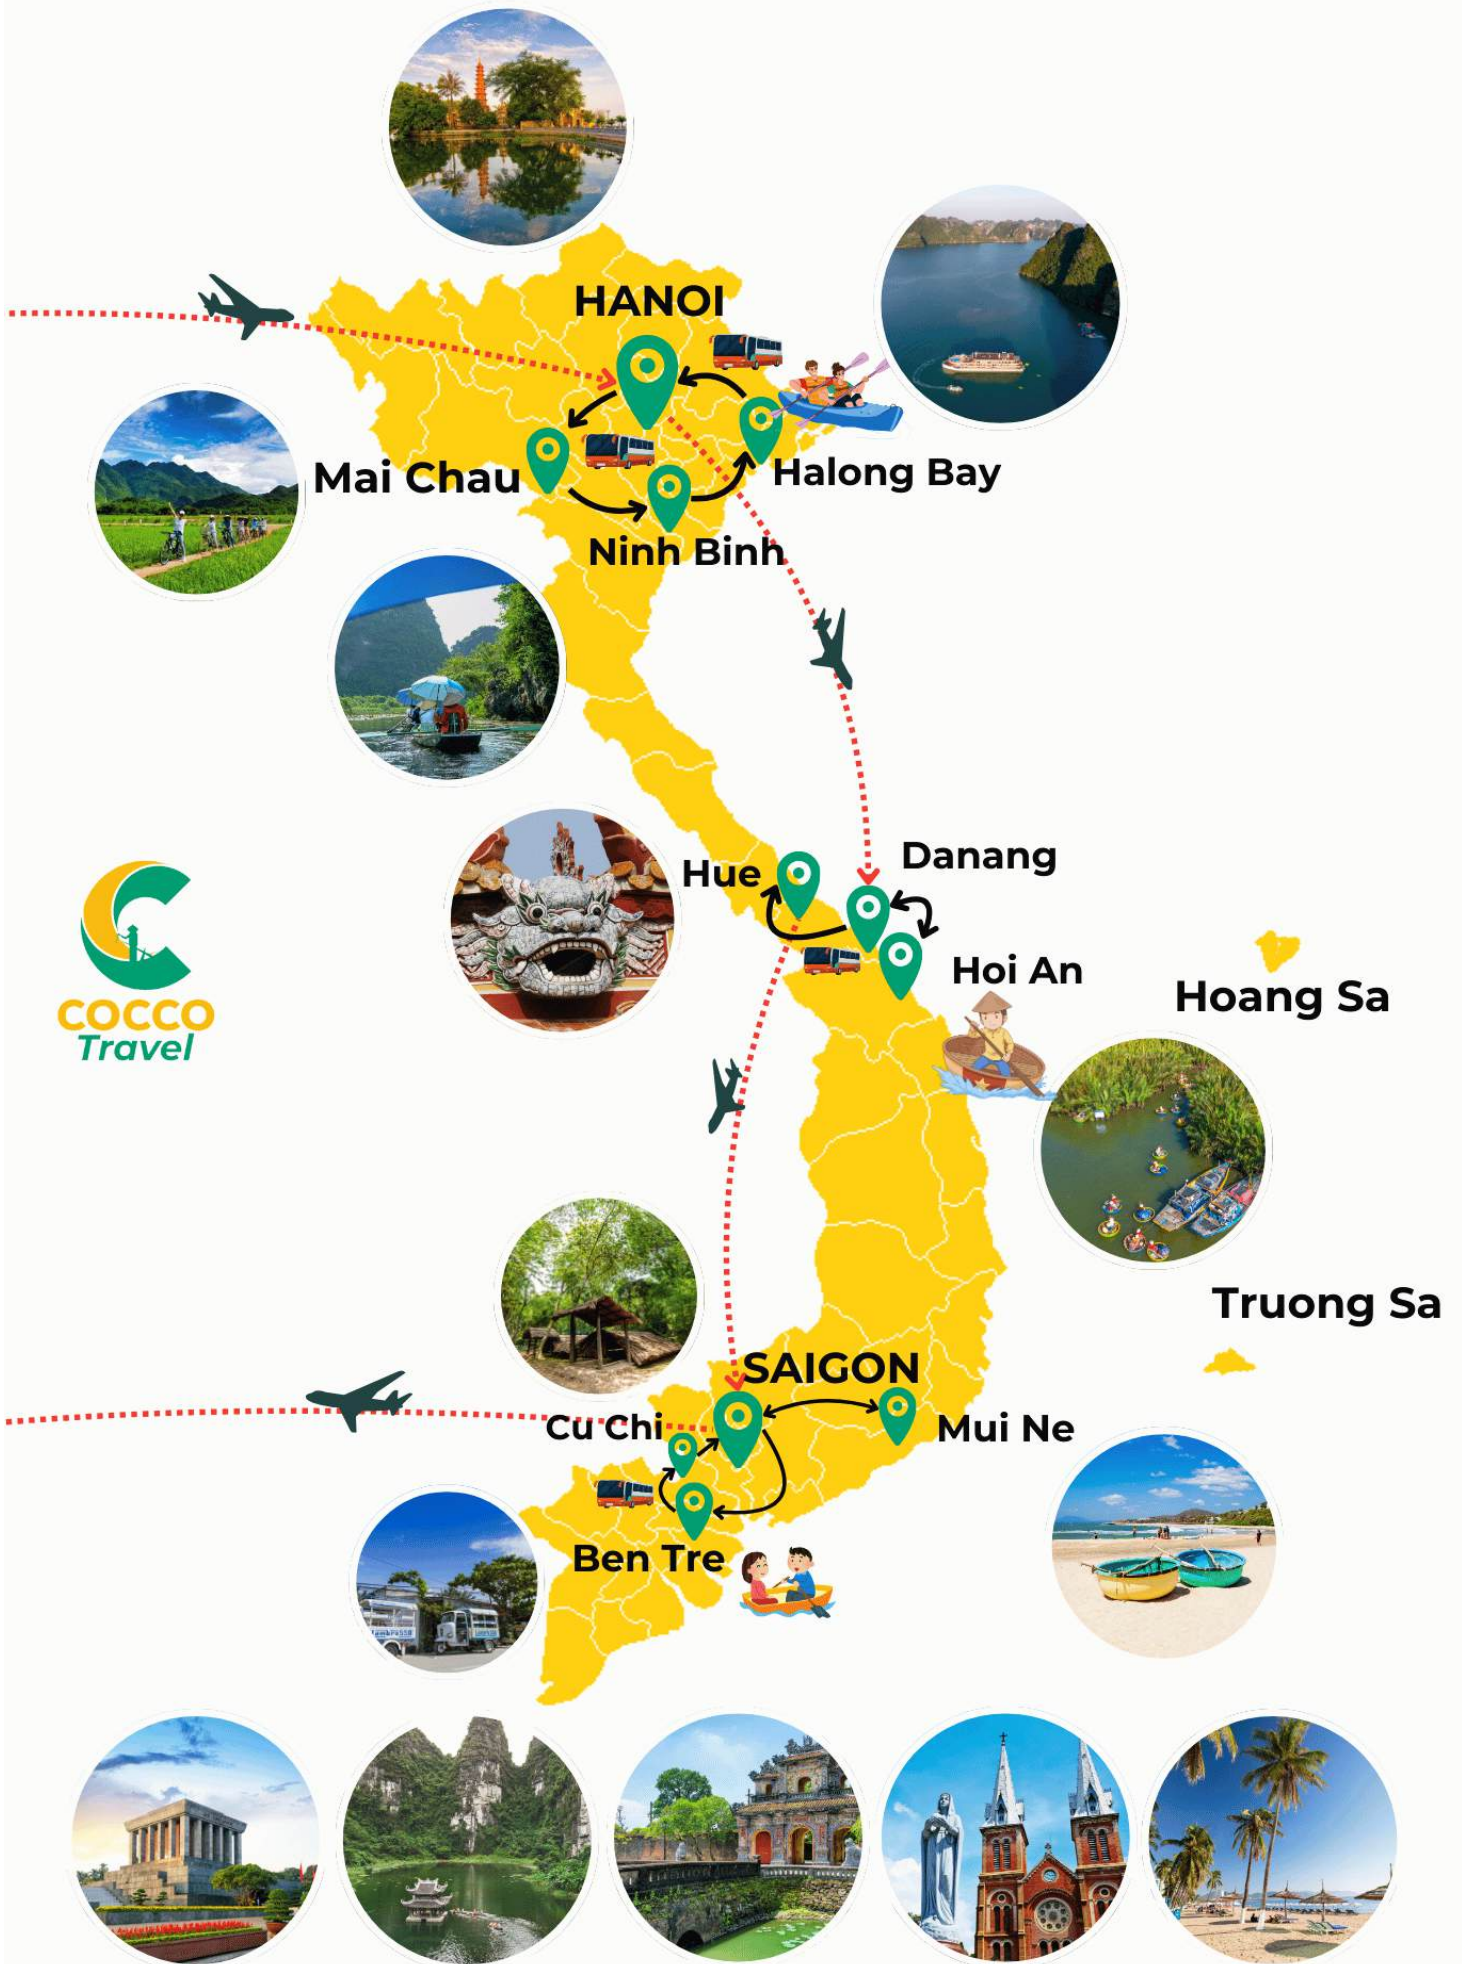 HANOI
Mai Chau
Halong Bay
Ninh Binh
Danang
Hue
Hoi An
Hoang Sa
COCCO
Travel
Truong Sa
SAIGON
Cu Chi
Mui Ne
Ben Tre